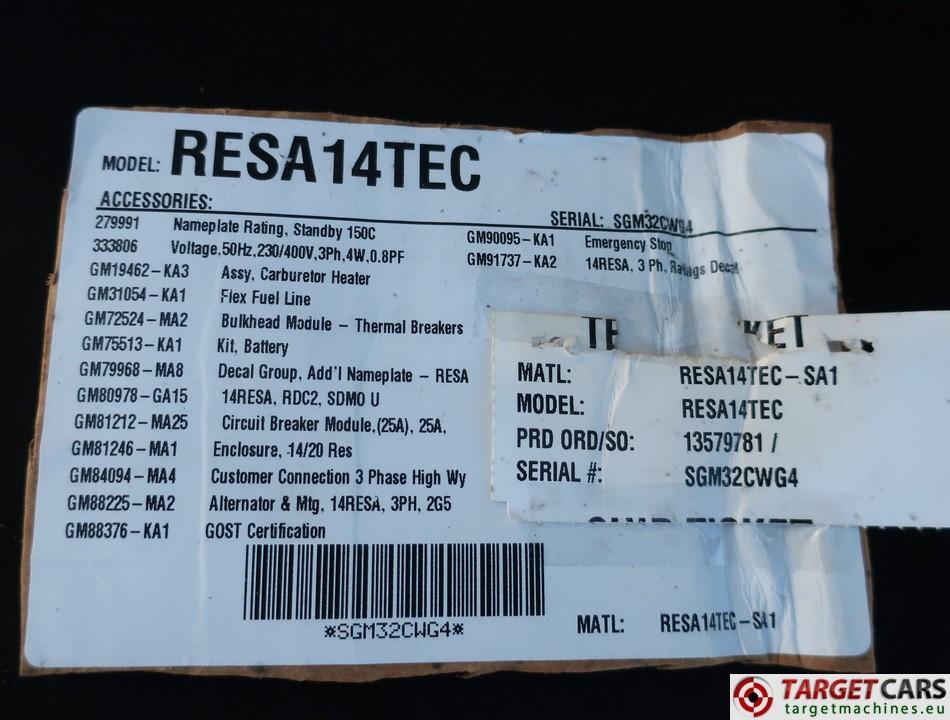 MODEL: RESA14TEC
ACCESSORIES:
SERIAL: SGM32CWG4
279991 Nameplate Rating, Standby 150C
333806 Voltage,50Hz,230/400V,3Ph,4W,0.8PF
GM19462-KA3 Assy, Carburetor Heater
GM31054-KA1 Flex Fuel Line
GM72524-MA2 Bulkhead Module - Thermal Breakers
GM75513-KA1 Kit, Battery
GM79968-MA8 Decal Group, Add'l Nameplate - RESA
GM80978-GA15 14RESA, RDC2, SDMO U
GM81212-MA25 Circuit Breaker Module,(25A), 25A,
GM81246-MA1 Enclosure, 14/20 Res
GM84094-MA4 Customer Connection 3 Phase High Wy
GM88225-MA2 Alternator & Mtg, 14RESA, 3PH, 2G5
GM88376-KA1 GOST Certification
GM90095-KA1 Emergency Stop
GM91737-KA2 14RESA, 3 Ph, Ratings Decal
MATL: RESA14TEC-SA1
MODEL: RESA14TEC
PRD ORD/SO: 13579781 /
SERIAL #: SGM32CWG4
*SGM32CWG4*
MATL: RESA14TEC-SA1
TARGETCARS
targetmachines.eu